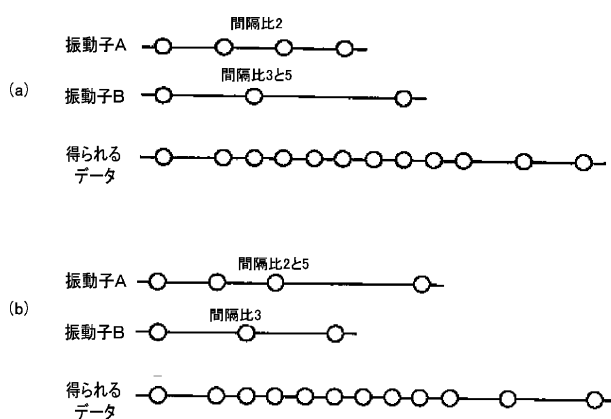 間隔比2
振動子A
間隔比3と5
(a)
振動子B
得られる
データ
間隔比2と5
振動子A
(b)
間隔比3
振動子B
得られる
データ